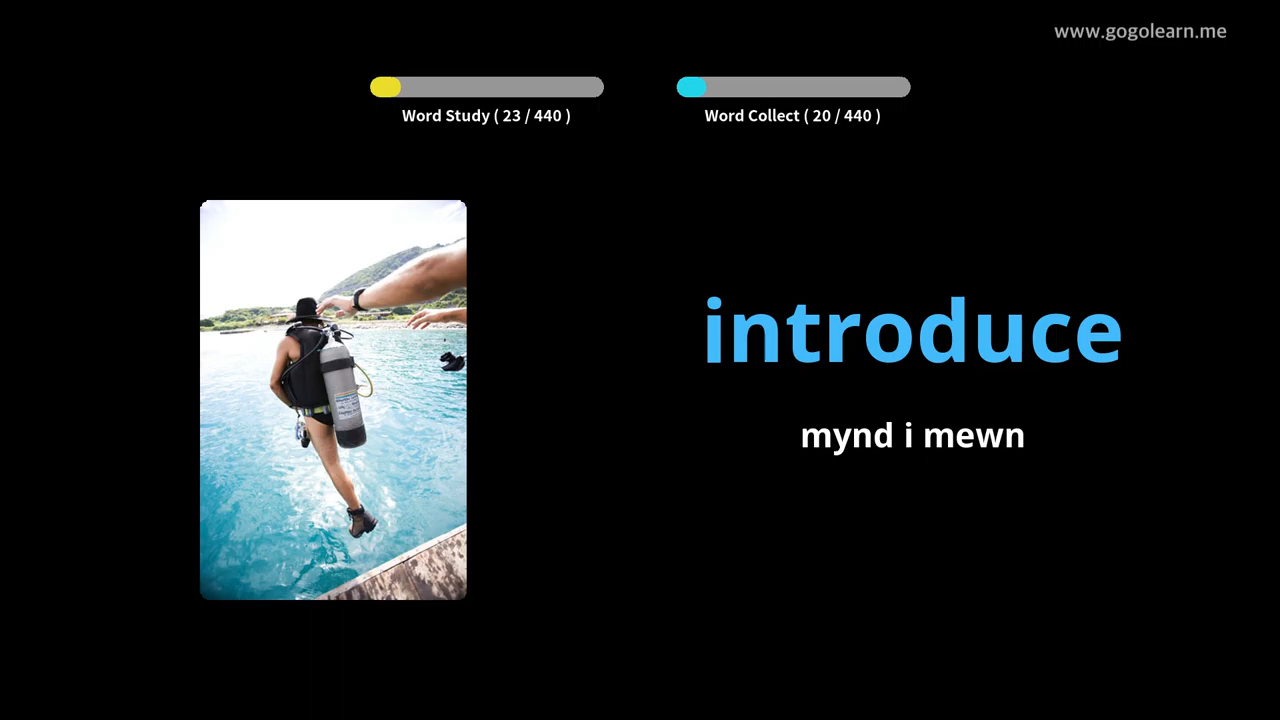 www.gogolearn.me
Word Study ( 23 / 440 )
Word Collect ( 20 / 440 )
introduce
mynd i mewn